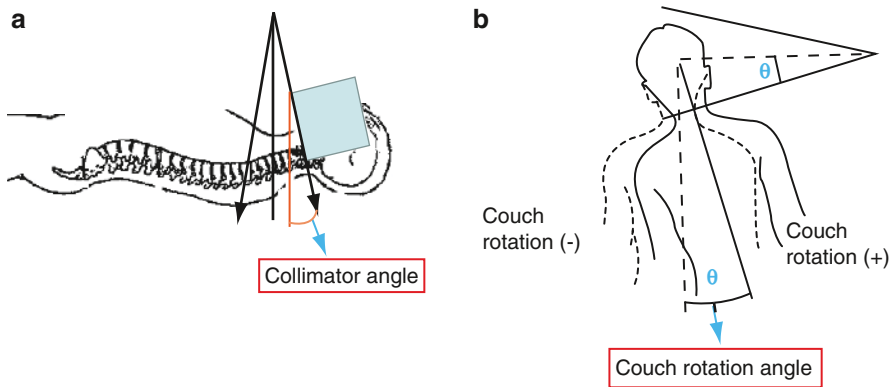 a
Collimator angle
b
θ
Couch
rotation (-)
Couch
rotation (+)
θ
Couch rotation angle